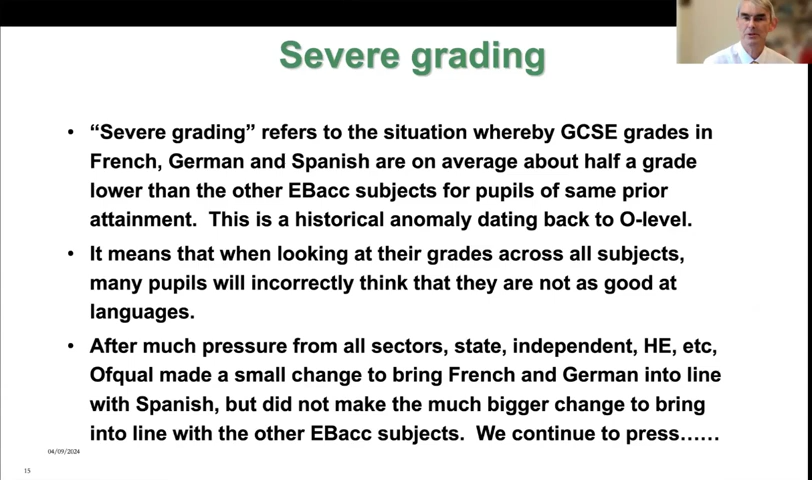 Severe grading
• “Severe grading” refers to the situation whereby GCSE grades in
French, German and Spanish are on average about half a grade
lower than the other EBacc subjects for pupils of same prior
attainment.  This is a historical anomaly dating back to O-level.
• It means that when looking at their grades across all subjects,
many pupils will incorrectly think that they are not as good at
languages.
• After much pressure from all sectors, state, independent, HE, etc,
Ofqual made a small change to bring French and German into line
with Spanish, but did not make the much bigger change to bring
into line with the other EBacc subjects.  We continue to press……
04/09/2024
15